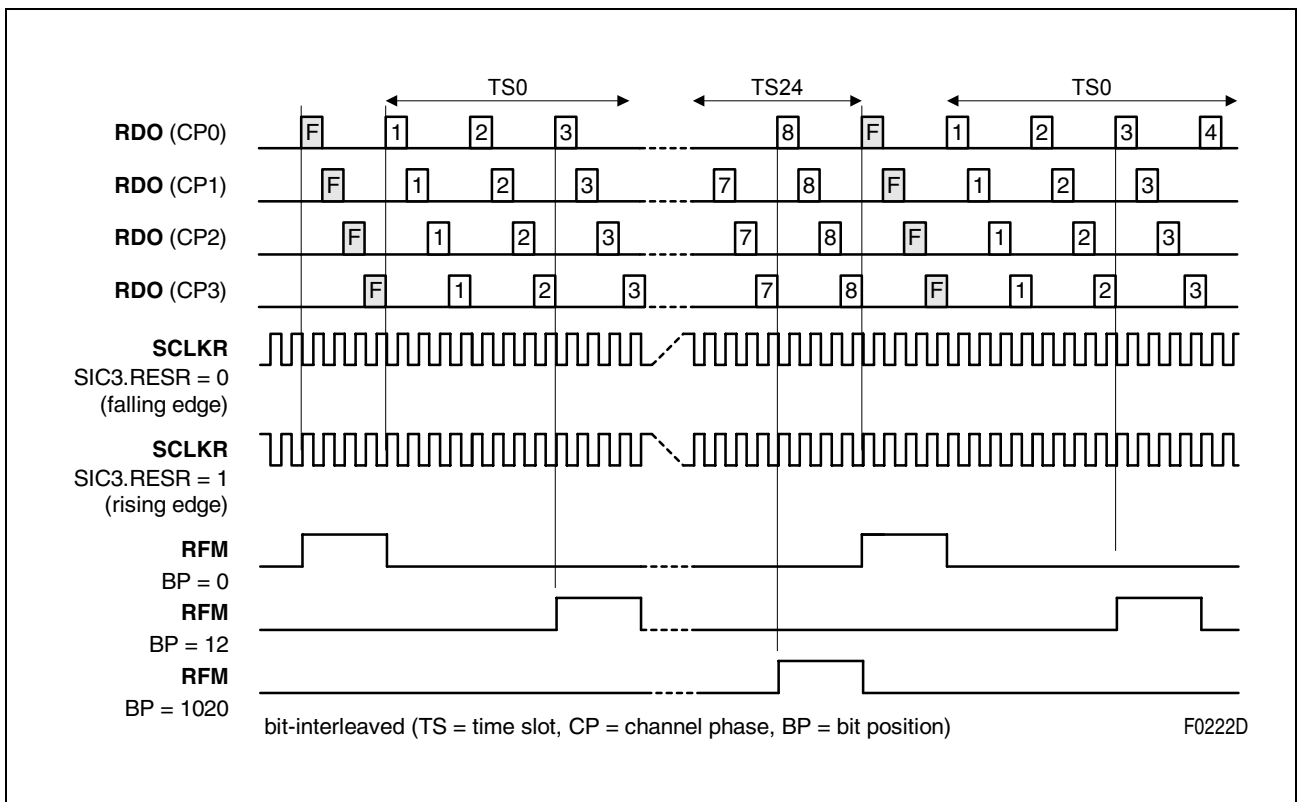 TS0 TS24 TS0
RDO (CP0) F 1 2 3 8 F 1 2 3 4
RDO (CP1) F 1 2 3 7 8 F 1 2 3
RDO (CP2) F 1 2 3 7 8 F 1 2 3
RDO (CP3) F 1 2 3 7 8 F 1 2 3
SCLKR
SIC3.RESR = 0
(falling edge)
SCLKR
SIC3.RESR = 1
(rising edge)
RFM
BP = 0
RFM
BP = 12
RFM
BP = 1020
bit-interleaved (TS = time slot, CP = channel phase, BP = bit position) F0222D